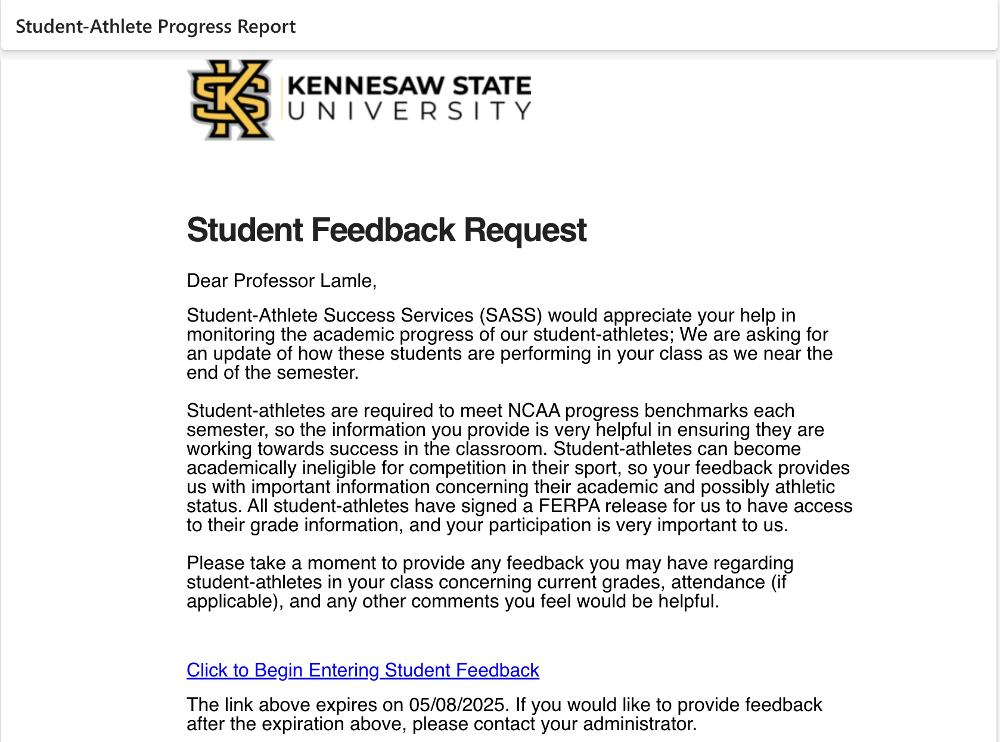 Student-Athlete Progress Report
KS
KENNESAW STATE
UNIVERSITY
Student Feedback Request
Dear Professor Lamle,
Student-Athlete Success Services (SASS) would appreciate your help in
monitoring the academic progress of our student-athletes; We are asking for
an update of how these students are performing in your class as we near the
end of the semester.
Student-athletes are required to meet NCAA progress benchmarks each
semester, so the information you provide is very helpful in ensuring they are
working towards success in the classroom. Student-athletes can become
academically ineligible for competition in their sport, so your feedback provides
us with important information concerning their academic and possibly athletic
status. All student-athletes have signed a FERPA release for us to have access
to their grade information, and your participation is very important to us.
Please take a moment to provide any feedback you may have regarding
student-athletes in your class concerning current grades, attendance (if
applicable), and any other comments you feel would be helpful.
Click to Begin Entering Student Feedback
The link above expires on 05/08/2025. If you would like to provide feedback
after the expiration above, please contact your administrator.